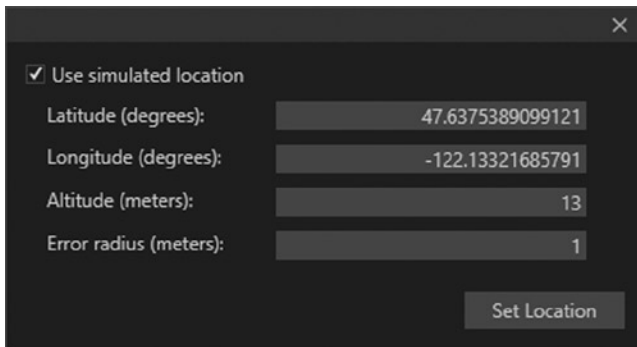 Use simulated location
Latitude (degrees): 47.6375389099121
Longitude (degrees): -122.13321685791
Altitude (meters): 13
Error radius (meters): 1
Set Location